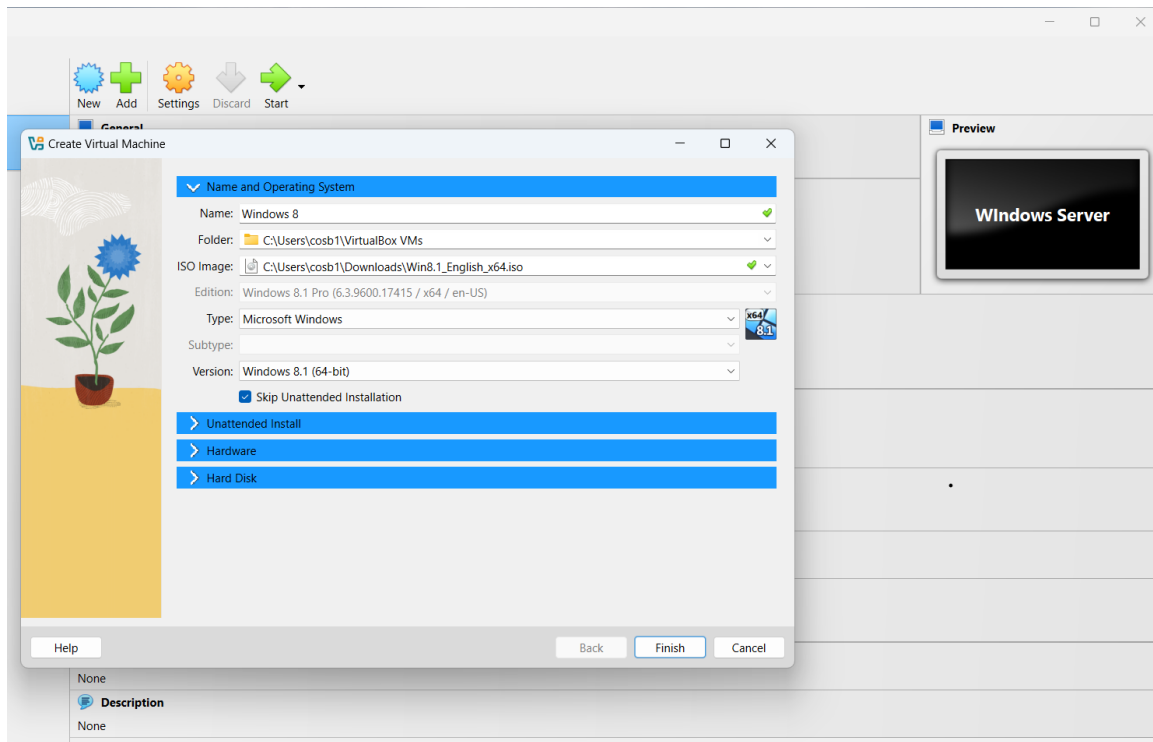 New Add Settings Discard Start
General
Preview
Create Virtual Machine
WIndows Server
Name and Operating System
Name: Windows 8
Folder: C:\Users\cosb1\VirtualBox VMs
ISO Image: C:\Users\cosb1\Downloads\Win8.1_English_x64.iso
Edition: Windows 8.1 Pro (6.3.9600.17415 / x64 / en-US)
Type: Microsoft Windows
x64
8.1
Subtype:
Version: Windows 8.1 (64-bit)
Skip Unattended Installation
Unattended Install
Hardware
Hard Disk
Help Back Finish Cancel
None
Description
None